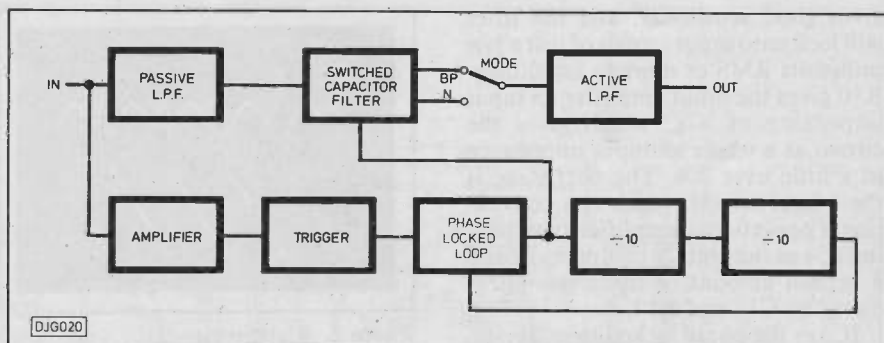 IN
PASSIVE
L.P.F.
SWITCHED
CAPACITOR
FILTER
BP
N
MODE
ACTIVE
L.P.F.
OUT
AMPLIFIER
TRIGGER
PHASE
LOCKED
LOOP
÷10
÷10
DJG020